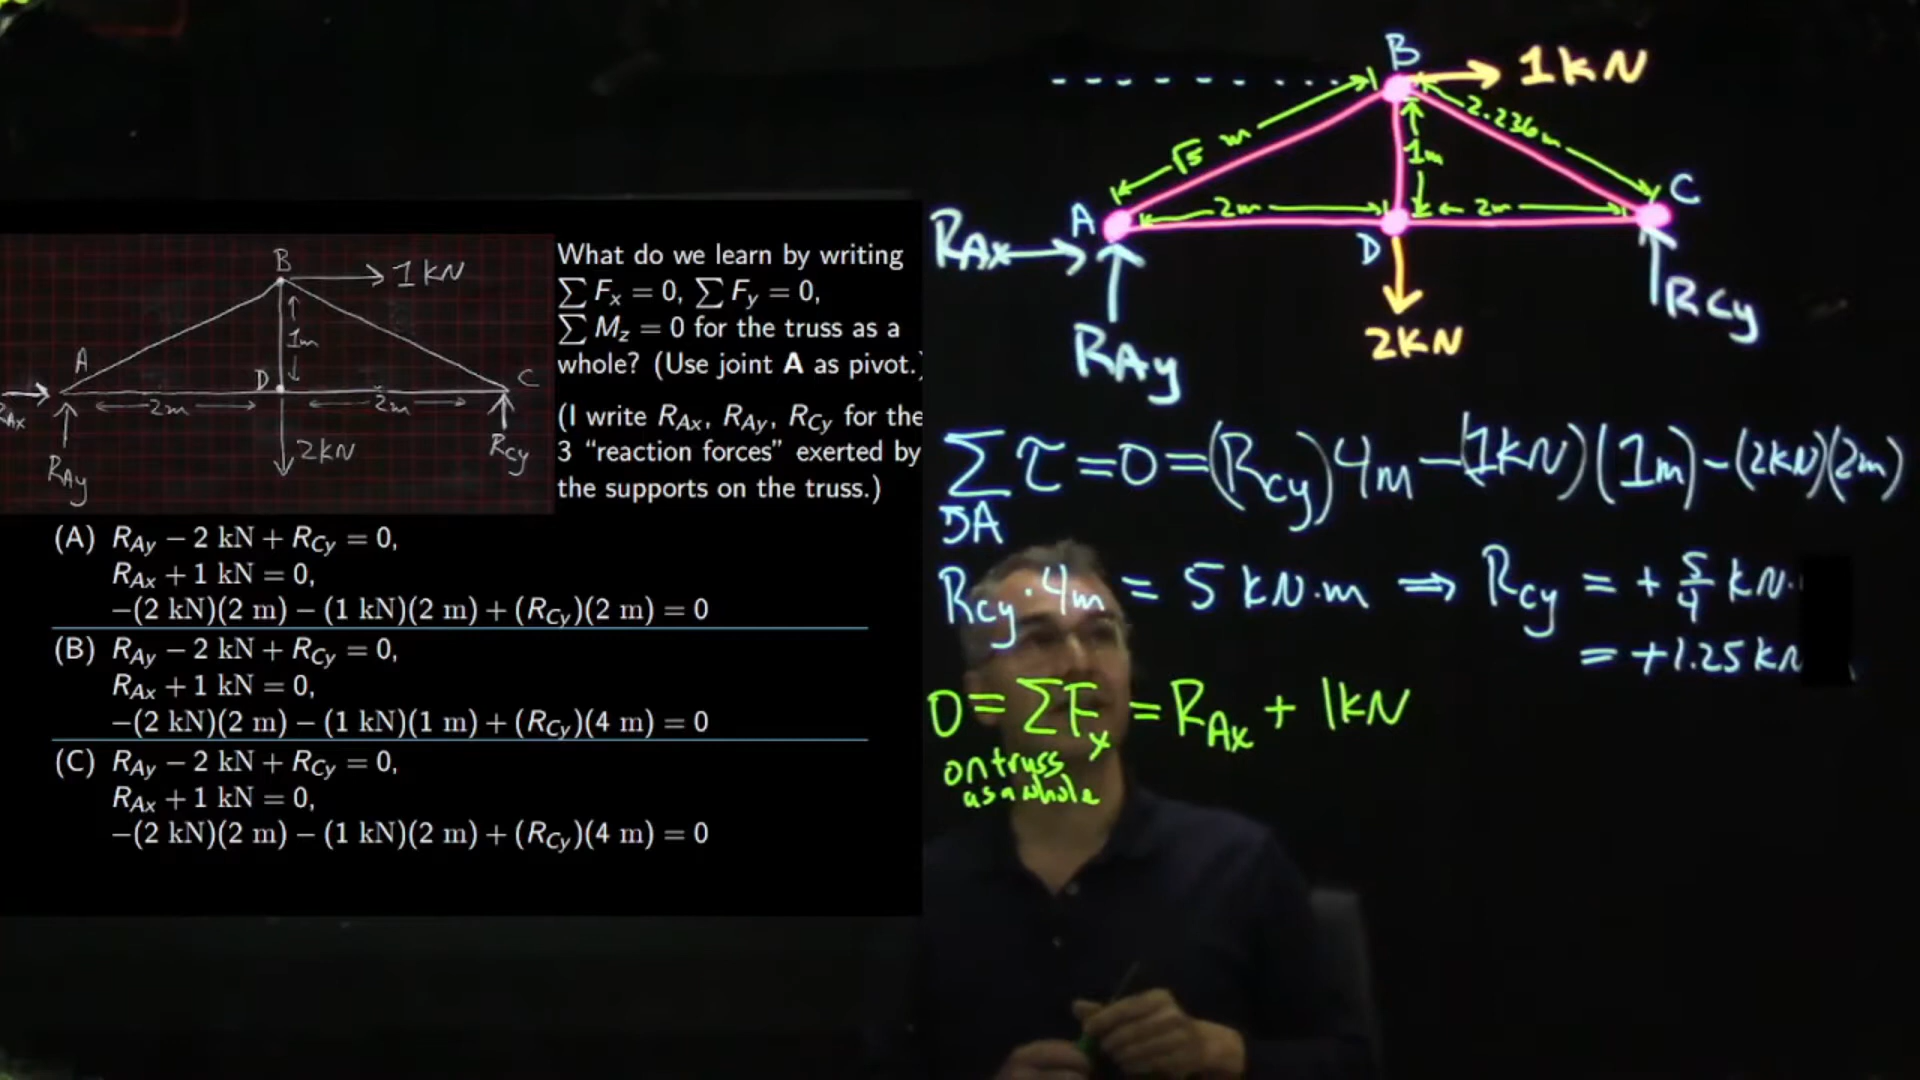 B
1kN
A
1m
D
C
2m
2m
RAx
RAy
2kN
RCy
What do we learn by writing
∑ Fx = 0, ∑ Fy = 0,
∑ Mz = 0 for the truss as a
whole? (Use joint A as pivot.)
(I write RAx, RAy, RCy for the
3 “reaction forces” exerted by
the supports on the truss.)
(A) RAy − 2 kN + RCy = 0,
RAx + 1 kN = 0,
−(2 kN)(2 m) − (1 kN)(2 m) + (RCy)(2 m) = 0
(B) RAy − 2 kN + RCy = 0,
RAx + 1 kN = 0,
−(2 kN)(2 m) − (1 kN)(1 m) + (RCy)(4 m) = 0
(C) RAy − 2 kN + RCy = 0,
RAx + 1 kN = 0,
−(2 kN)(2 m) − (1 kN)(2 m) + (RCy)(4 m) = 0
B
1kN
√5 m
2.236m
1m
A
C
2m
2m
RAx
D
RAy
2kN
RCy
∑ τ = 0 = (RCy)4m − (1kN)(1m) − (2kN)(2m)
RCy · 4m = 5 kN·m ⇒ RCy = + 5/4 kN
= +1.25 kN
0 = ΣFx = RAx + 1kN
on truss
as a whole